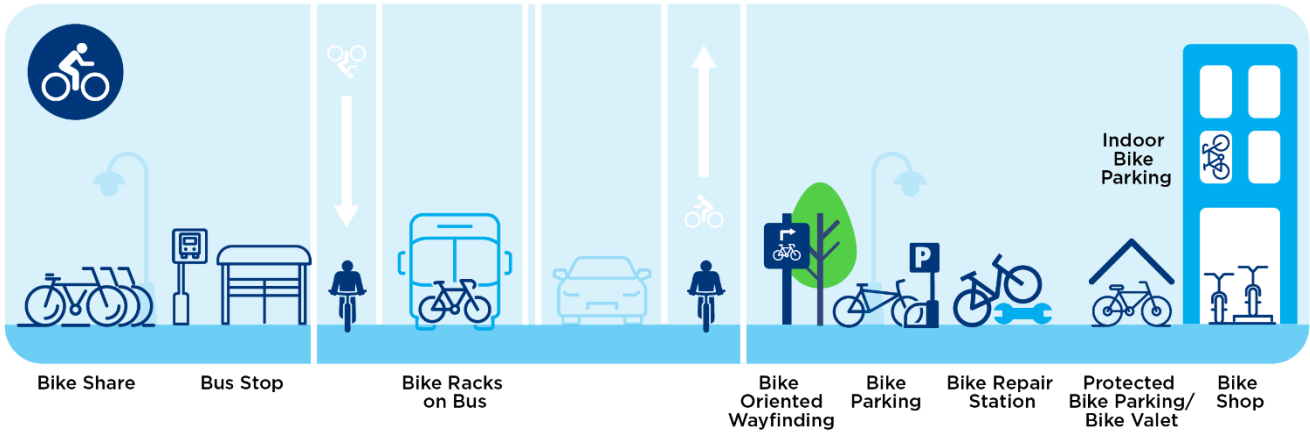 Indoor
Bike
Parking
P
Bike Share
Bus Stop
Bike Racks
on Bus
Bike
Oriented
Wayfinding
Bike
Parking
Bike Repair
Station
Protected
Bike Parking/
Bike Valet
Bike
Shop